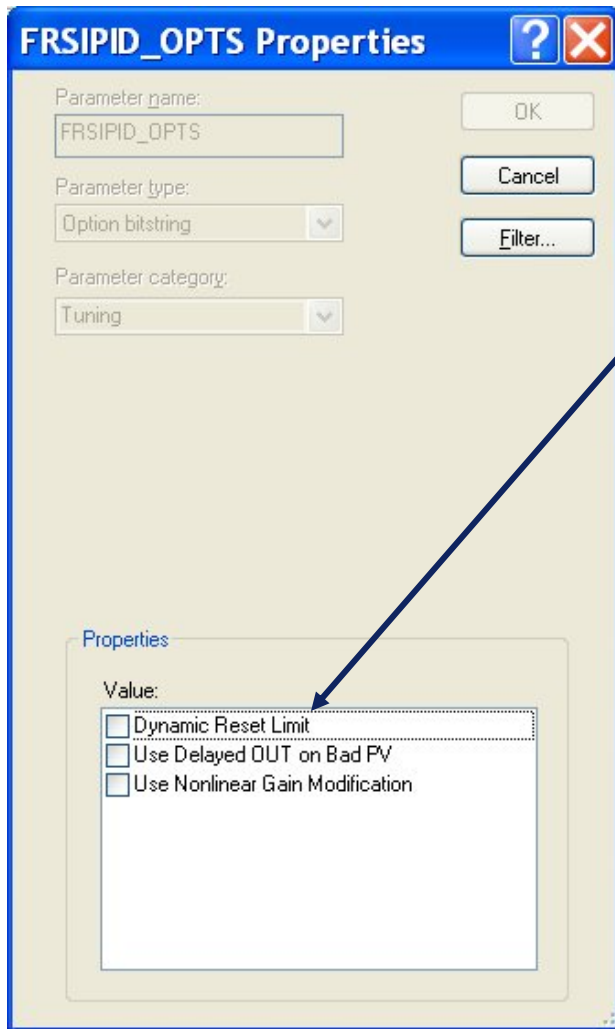 FRSIPID_OPTS Properties
Parameter name:
FRSIPID_OPTS
OK
Parameter type:
Option bitstring
Cancel
Filter...
Parameter category:
Tuning
Properties
Value:
Dynamic Reset Limit
Use Delayed OUT on Bad PV
Use Nonlinear Gain Modification